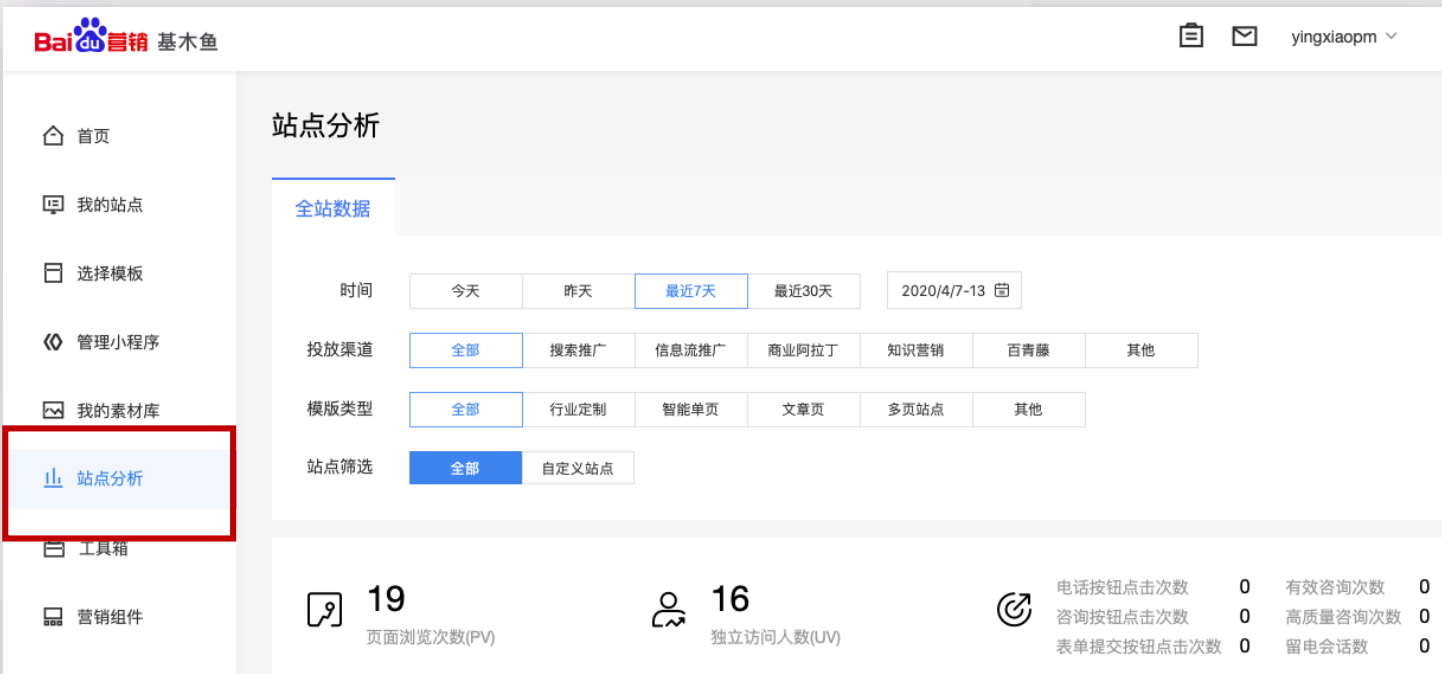 Baidu营销 基木鱼
yingxiaopm
首页
我的站点
选择模板
管理小程序
我的素材库
站点分析
工具箱
营销组件
站点分析
全站数据
时间 今天 昨天 最近7天 最近30天 2020/4/7-13
投放渠道 全部 搜索推广 信息流推广 商业阿拉丁 知识营销 百青藤 其他
模版类型 全部 行业定制 智能单页 文章页 多页站点 其他
站点筛选 全部 自定义站点
19
页面浏览次数(PV)
16
独立访问人数(UV)
电话按钮点击次数 0 有效咨询次数 0
咨询按钮点击次数 0 高质量咨询次数 0
表单提交按钮点击次数 0 留电会话数 0